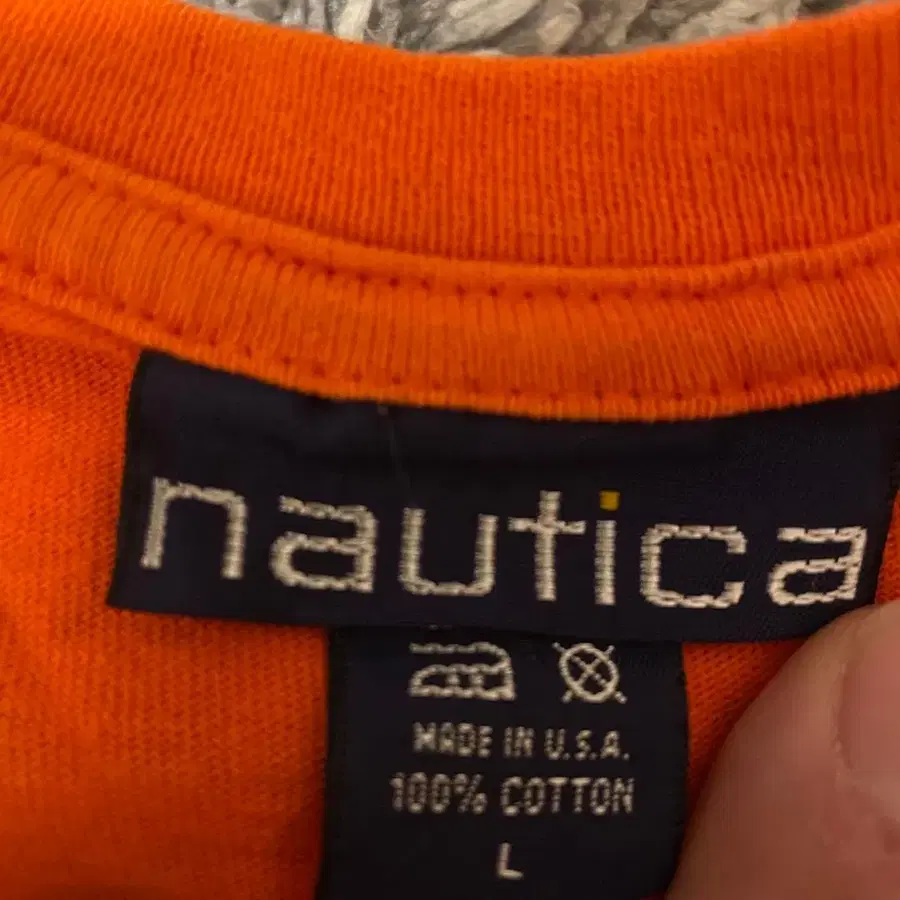 nautica
MADE IN U.S.A.
100% COTTON
L